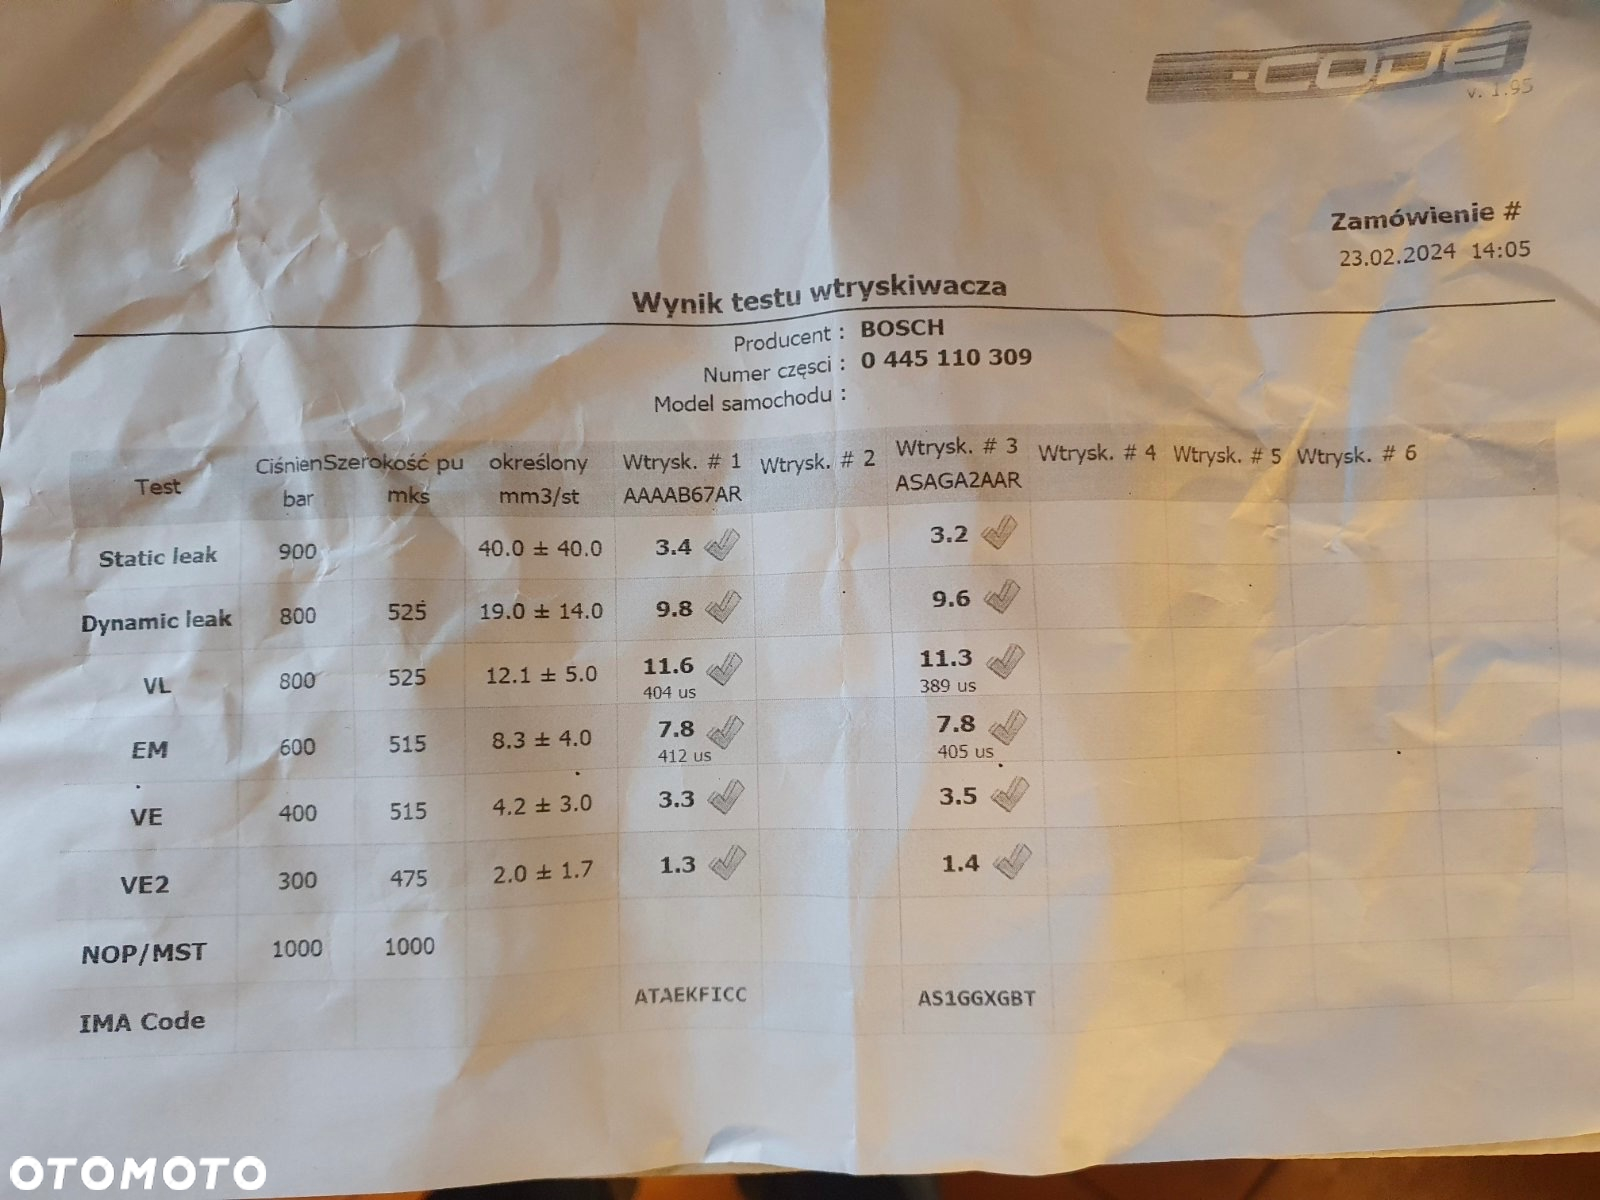 ·CODE
v. 1.95
Zamówienie #
23.02.2024 14:05
Wynik testu wtryskiwacza
Producent : BOSCH
Numer częsci : 0 445 110 309
Model samochodu :
Test CiśnienSzerokość pu określony Wtrysk. # 1 Wtrysk. # 2 Wtrysk. # 3 Wtrysk. # 4 Wtrysk. # 5 Wtrysk. # 6
bar mks mm3/st AAAAB67AR ASAGA2AAR
Static leak 900 40.0 ± 40.0 3.4 3.2
Dynamic leak 800 525 19.0 ± 14.0 9.8 9.6
VL 800 525 12.1 ± 5.0 11.6 11.3
404 us 389 us
EM 600 515 8.3 ± 4.0 7.8 7.8
412 us 405 us
VE 400 515 4.2 ± 3.0 3.3 3.5
VE2 300 475 2.0 ± 1.7 1.3 1.4
NOP/MST 1000 1000
IMA Code ATAEKFICC AS1GGXGBT
OTOMOTO